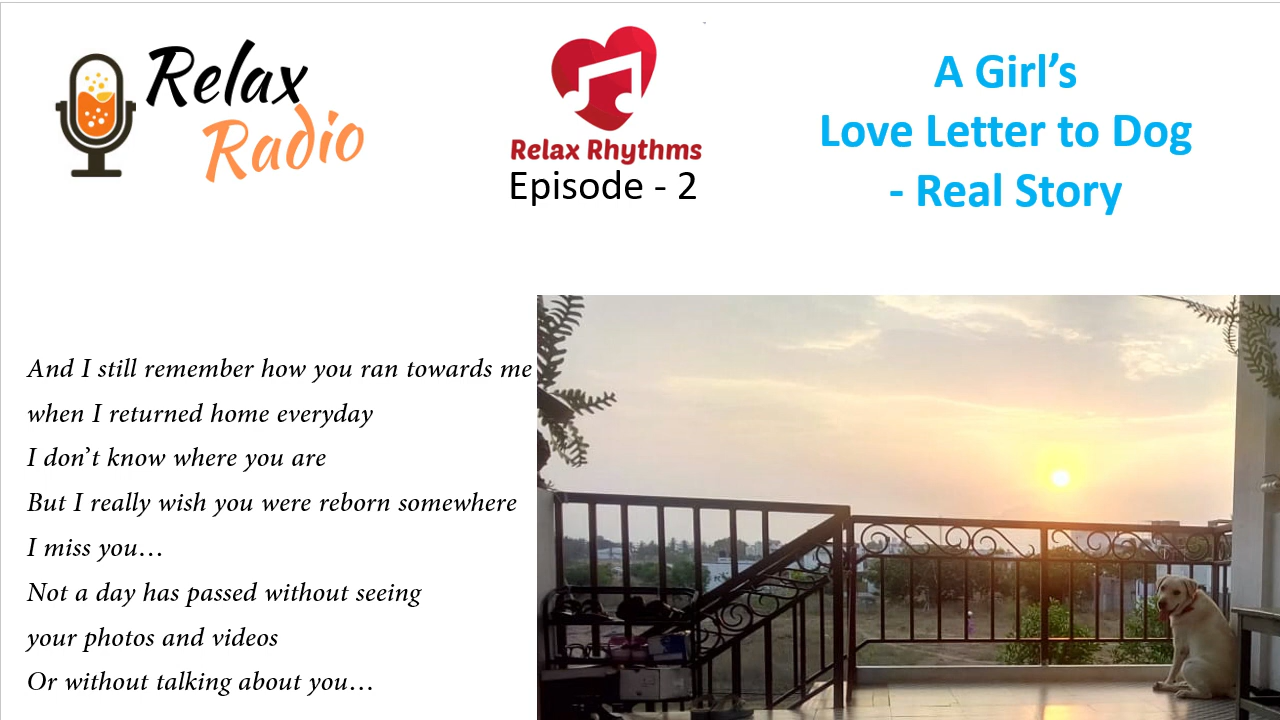 Relax
Radio
Relax Rhythms
Episode - 2
A Girl’s
Love Letter to Dog
- Real Story
And I still remember how you ran towards me
when I returned home everyday
I don’t know where you are
But I really wish you were reborn somewhere
I miss you…
Not a day has passed without seeing
your photos and videos
Or without talking about you…